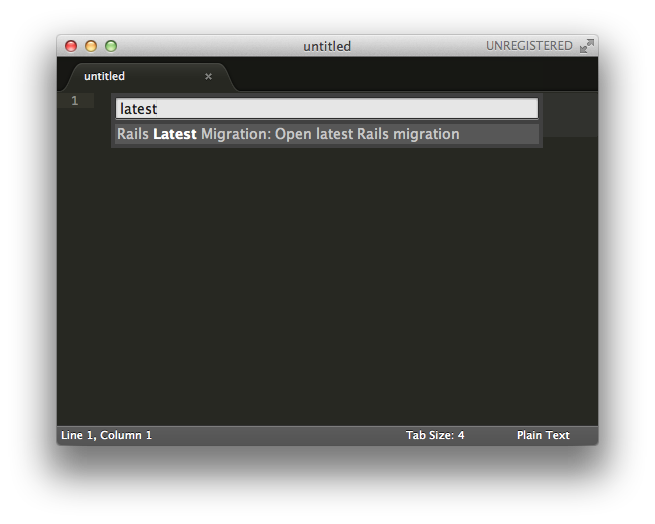 untitled
UNREGISTERED
untitled ×
1
latest
Rails Latest Migration: Open latest Rails migration
Line 1, Column 1
Tab Size: 4
Plain Text